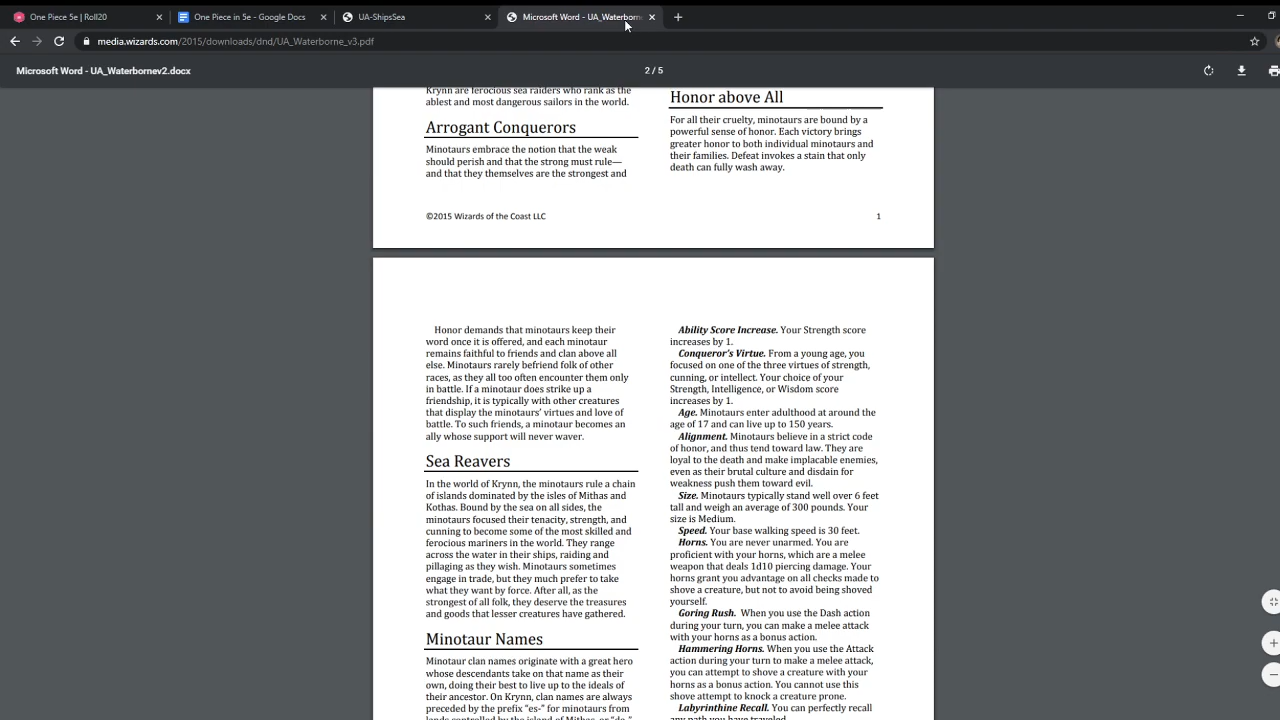 One Piece 5e | Roll20
One Piece in 5e - Google Docs
UA-ShipsSea
Microsoft Word - UA_Waterborn
media.wizards.com/2015/downloads/dnd/UA_Waterborne_v3.pdf
Microsoft Word - UA_Waterbornev2.docx
2 / 5
Krynn are ferocious sea raiders who rank as the
ablest and most dangerous sailors in the world.
Arrogant Conquerors
Minotaurs embrace the notion that the weak
should perish and that the strong must rule—
and that they themselves are the strongest and
Honor above All
For all their cruelty, minotaurs are bound by a
powerful sense of honor. Each victory brings
greater honor to both individual minotaurs and
their families. Defeat invokes a stain that only
death can fully wash away.
©2015 Wizards of the Coast LLC
1
Honor demands that minotaurs keep their
word once it is offered, and each minotaur
remains faithful to friends and clan above all
else. Minotaurs rarely befriend folk of other
races, as they all too often encounter them only
in battle. If a minotaur does strike up a
friendship, it is typically with other creatures
that display the minotaurs' virtues and love of
battle. To such friends, a minotaur becomes an
ally whose support will never waver.
Sea Reavers
In the world of Krynn, the minotaurs rule a chain
of islands dominated by the isles of Mithas and
Kothas. Bound by the sea on all sides, the
minotaurs focused their tenacity, strength, and
cunning to become some of the most skilled and
ferocious mariners in the world. They range
across the water in their ships, raiding and
pillaging as they wish. Minotaurs sometimes
engage in trade, but they much prefer to take
what they want by force. After all, as the
strongest of all folk, they deserve the treasures
and goods that lesser creatures have gathered.
Minotaur Names
Minotaur clan names originate with a great hero
whose descendants take on that name as their
own, doing their best to live up to the ideals of
their ancestor. On Krynn, clan names are always
preceded by the prefix "es-" for minotaurs from
lands controlled by the island of Mithas, or "de-"
Ability Score Increase. Your Strength score
increases by 1.
Conqueror's Virtue. From a young age, you
focused on one of the three virtues of strength,
cunning, or intellect. Your choice of your
Strength, Intelligence, or Wisdom score
increases by 1.
Age. Minotaurs enter adulthood at around the
age of 17 and can live up to 150 years.
Alignment. Minotaurs believe in a strict code
of honor, and thus tend toward law. They are
loyal to the death and make implacable enemies,
even as their brutal culture and disdain for
weakness push them toward evil.
Size. Minotaurs typically stand well over 6 feet
tall and weigh an average of 300 pounds. Your
size is Medium.
Speed. Your base walking speed is 30 feet.
Horns. You are never unarmed. You are
proficient with your horns, which are a melee
weapon that deals 1d10 piercing damage. Your
horns grant you advantage on all checks made to
shove a creature, but not to avoid being shoved
yourself.
Goring Rush. When you use the Dash action
during your turn, you can make a melee attack
with your horns as a bonus action.
Hammering Horns. When you use the Attack
action during your turn to make a melee attack,
you can attempt to shove a creature with your
horns as a bonus action. You cannot use this
shove attempt to knock a creature prone.
Labyrinthine Recall. You can perfectly recall
any path you have traveled.